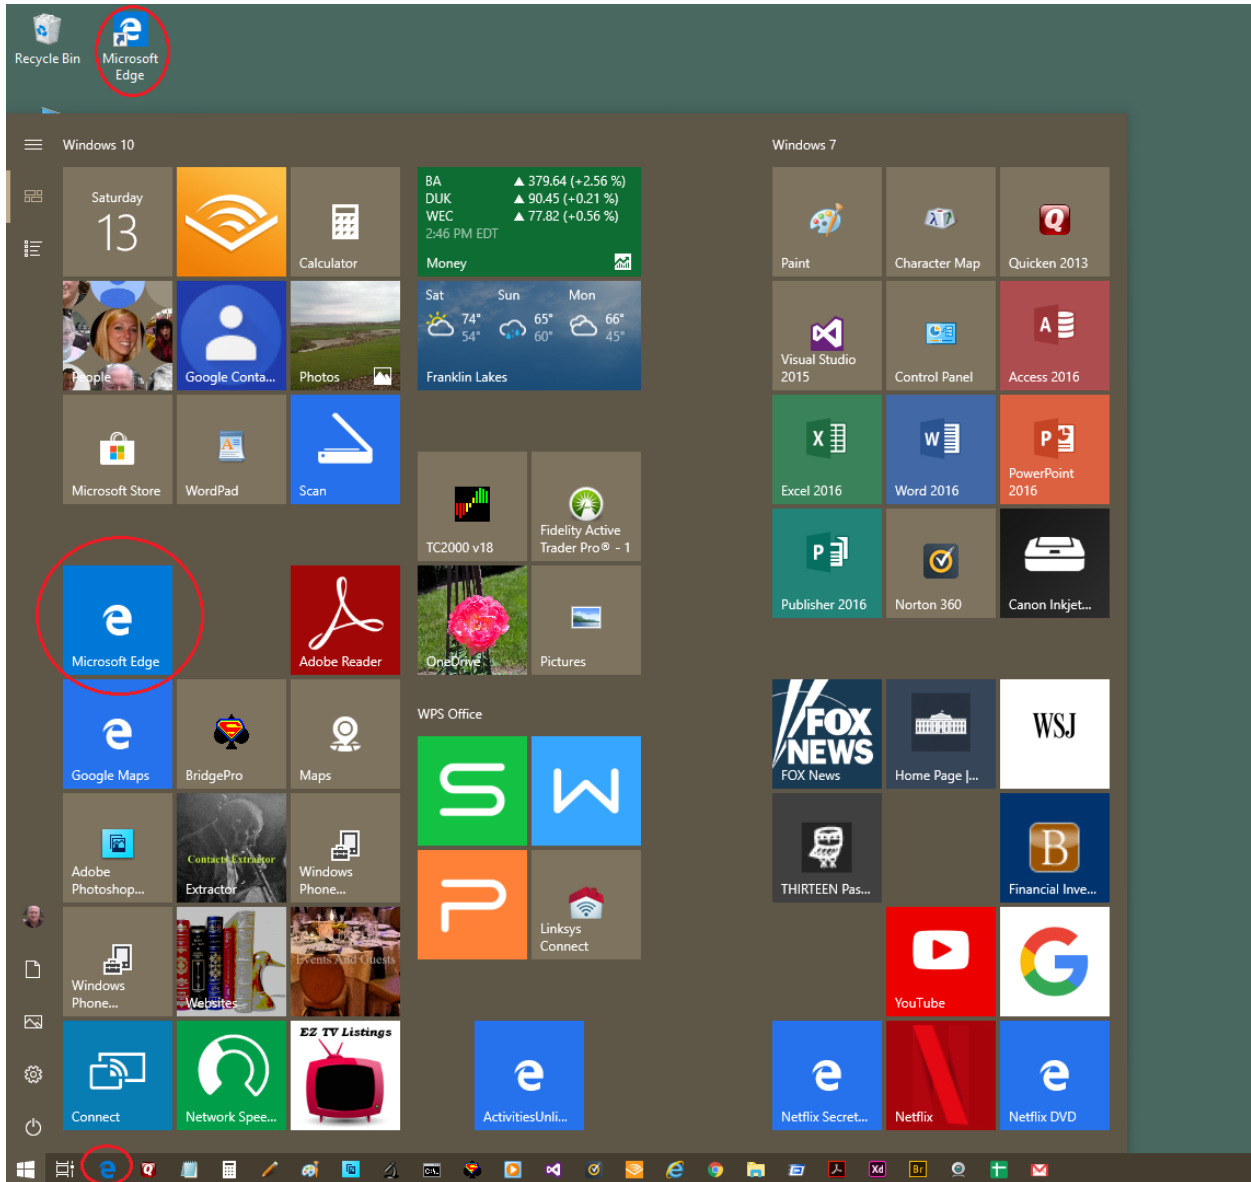 Recycle Bin
Microsoft
Edge
Windows 10
Windows 7
Saturday
13
Calculator
BA ▲ 379.64 (+2.56 %)
DUK ▲ 90.45 (+0.21 %)
WEC ▲ 77.82 (+0.56 %)
2:46 PM EDT
Money
Paint
Character Map
Quicken 2013
People
Google Conta...
Photos
Sat Sun Mon
74° 65° 66°
54° 60° 45°
Franklin Lakes
Visual Studio
2015
Control Panel
A
Access 2016
Microsoft Store
WordPad
Scan
X
Excel 2016
W
Word 2016
P
PowerPoint
2016
TC2000 v18
Fidelity Active
Trader Pro® - 1
P
Publisher 2016
Norton 360
Canon Inkjet...
Microsoft Edge
Adobe Reader
OneDrive
Pictures
Google Maps
BridgePro
Maps
WPS Office
FOX
NEWS
FOX News
Home Page |...
WSJ
Adobe
Photoshop...
Contacts Extractor
Extractor
Windows
Phone...
THIRTEEN Pas...
B
Financial Inve...
Linksys
Connect
Windows
Phone...
Websites
Events And Guests
YouTube
G
Connect
Network Spee...
EZ TV Listings
ActivitiesUnli...
Netflix Secret...
Netflix
Netflix DVD
C:\.
Xd
Br